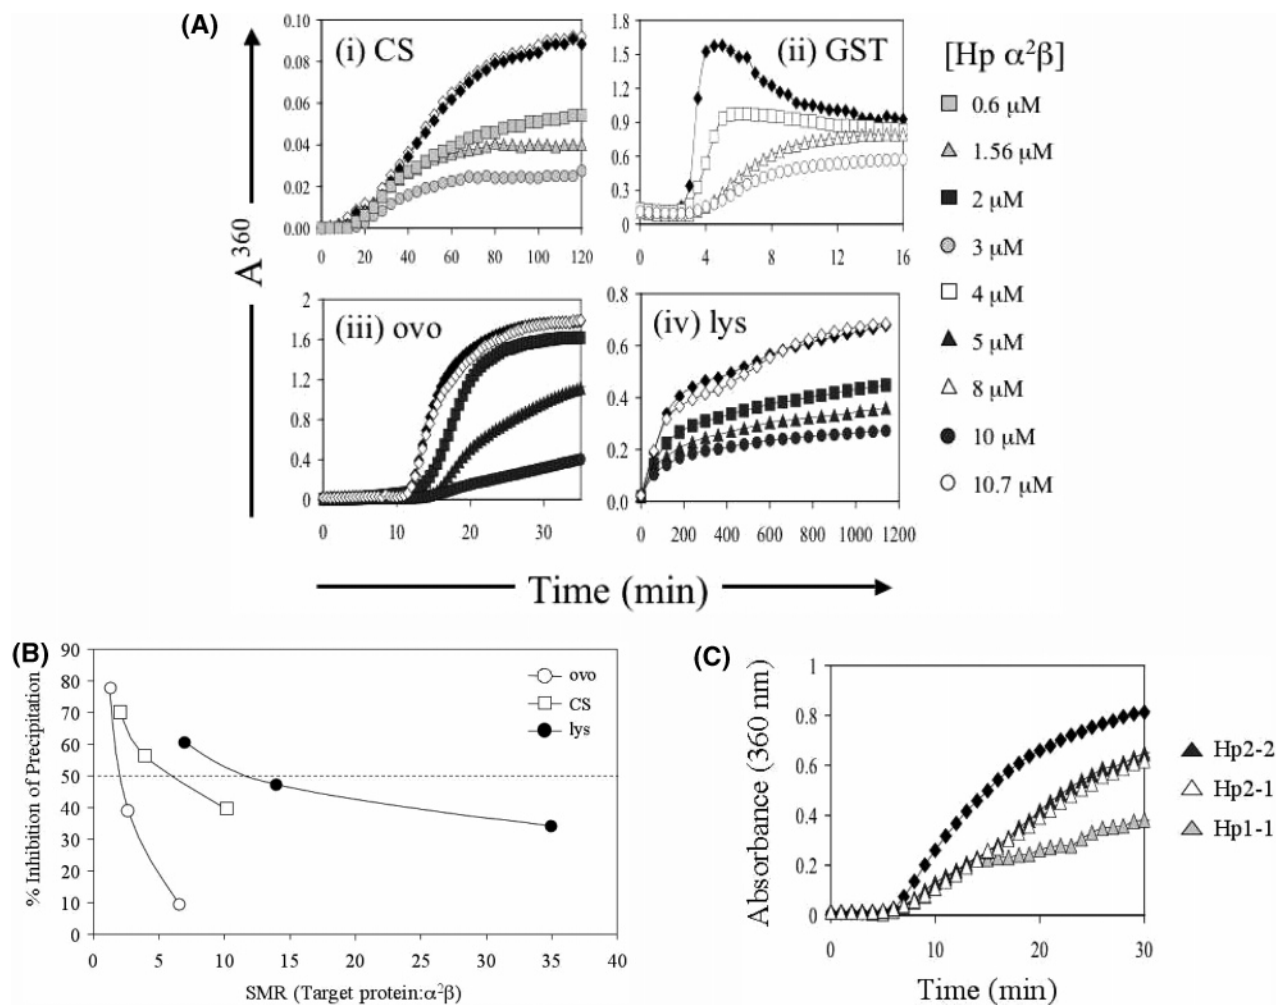 (A)
A³⁶⁰
(i) CS
0.10
0.08
0.06
0.04
0.02
0.00
0 20 40 60 80 100 120
(ii) GST
1.8
1.5
1.2
0.9
0.6
0.3
0
0 4 8 12 16
(iii) ovo
2
1.6
1.2
0.8
0.4
0
0 10 20 30
(iv) lys
0.8
0.6
0.4
0.2
0.0
0 200 400 600 800 1000 1200
Time (min)
[Hp α²β]
0.6 μM
1.56 μM
2 μM
3 μM
4 μM
5 μM
8 μM
10 μM
10.7 μM
(B)
% Inhibition of Precipitation
90
80
70
60
50
40
30
20
10
0
0 5 10 15 20 25 30 35 40
SMR (Target protein:α²β)
ovo
CS
lys
(C)
Absorbance (360 nm)
1
0.8
0.6
0.4
0.2
0
0 10 20 30
Time (min)
Hp2-2
Hp2-1
Hp1-1